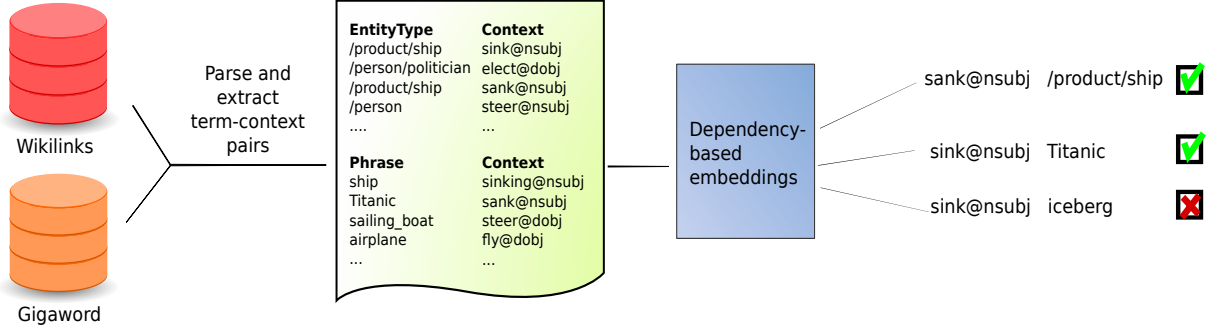 Wikilinks
Gigaword
Parse and
extract
term-context
pairs
EntityType Context
/product/ship sink@nsubj
/person/politician elect@dobj
/product/ship sank@nsubj
/person steer@nsubj
.... ...
Phrase Context
ship sinking@nsubj
Titanic sank@nsubj
sailing_boat steer@dobj
airplane fly@dobj
... ...
Dependency-
based
embeddings
sank@nsubj /product/ship
sink@nsubj Titanic
sink@nsubj iceberg